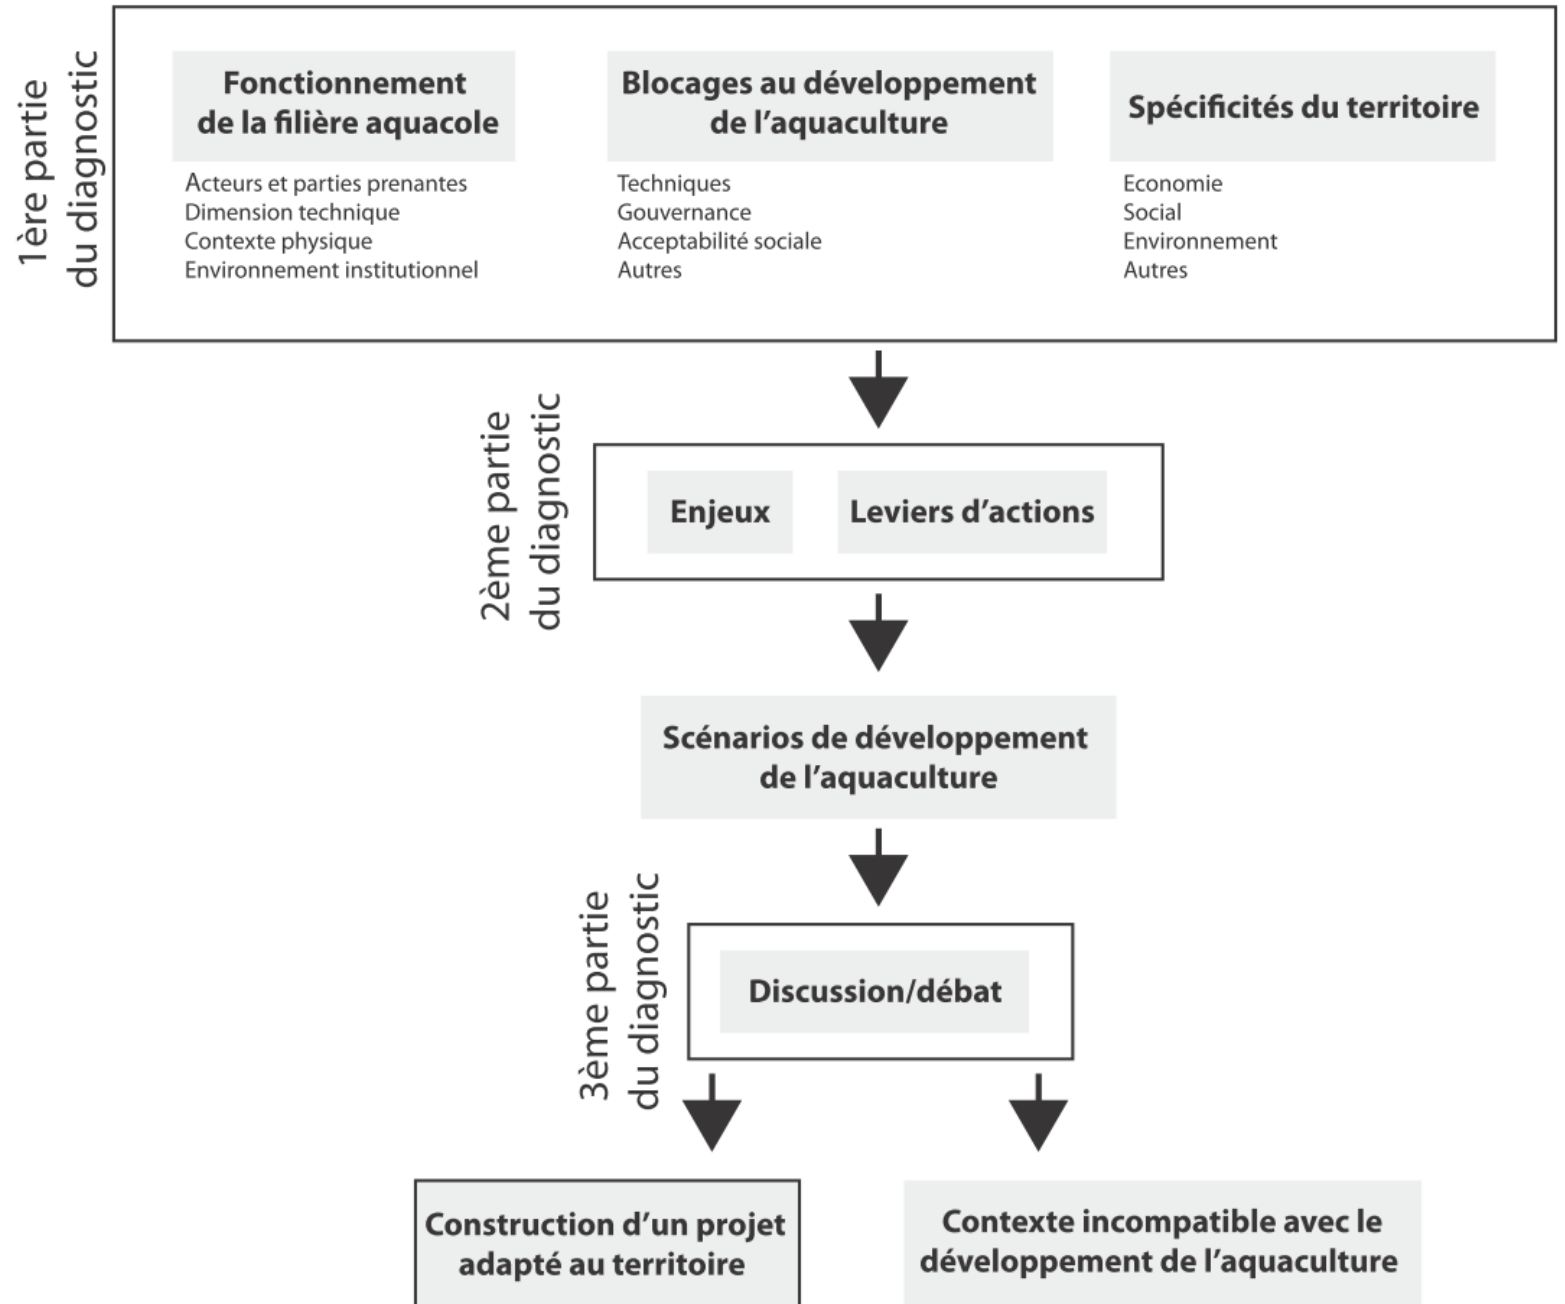 1ère partie
du diagnostic
Fonctionnement
de la filière aquacole
Acteurs et parties prenantes
Dimension technique
Contexte physique
Environnement institutionnel
Blocages au développement
de l'aquaculture
Techniques
Gouvernance
Acceptabilité sociale
Autres
Spécificités du territoire
Economie
Social
Environnement
Autres
2ème partie
du diagnostic
Enjeux
Leviers d'actions
Scénarios de développement
de l'aquaculture
3ème partie
du diagnostic
Discussion/débat
Construction d'un projet
adapté au territoire
Contexte incompatible avec le
développement de l'aquaculture